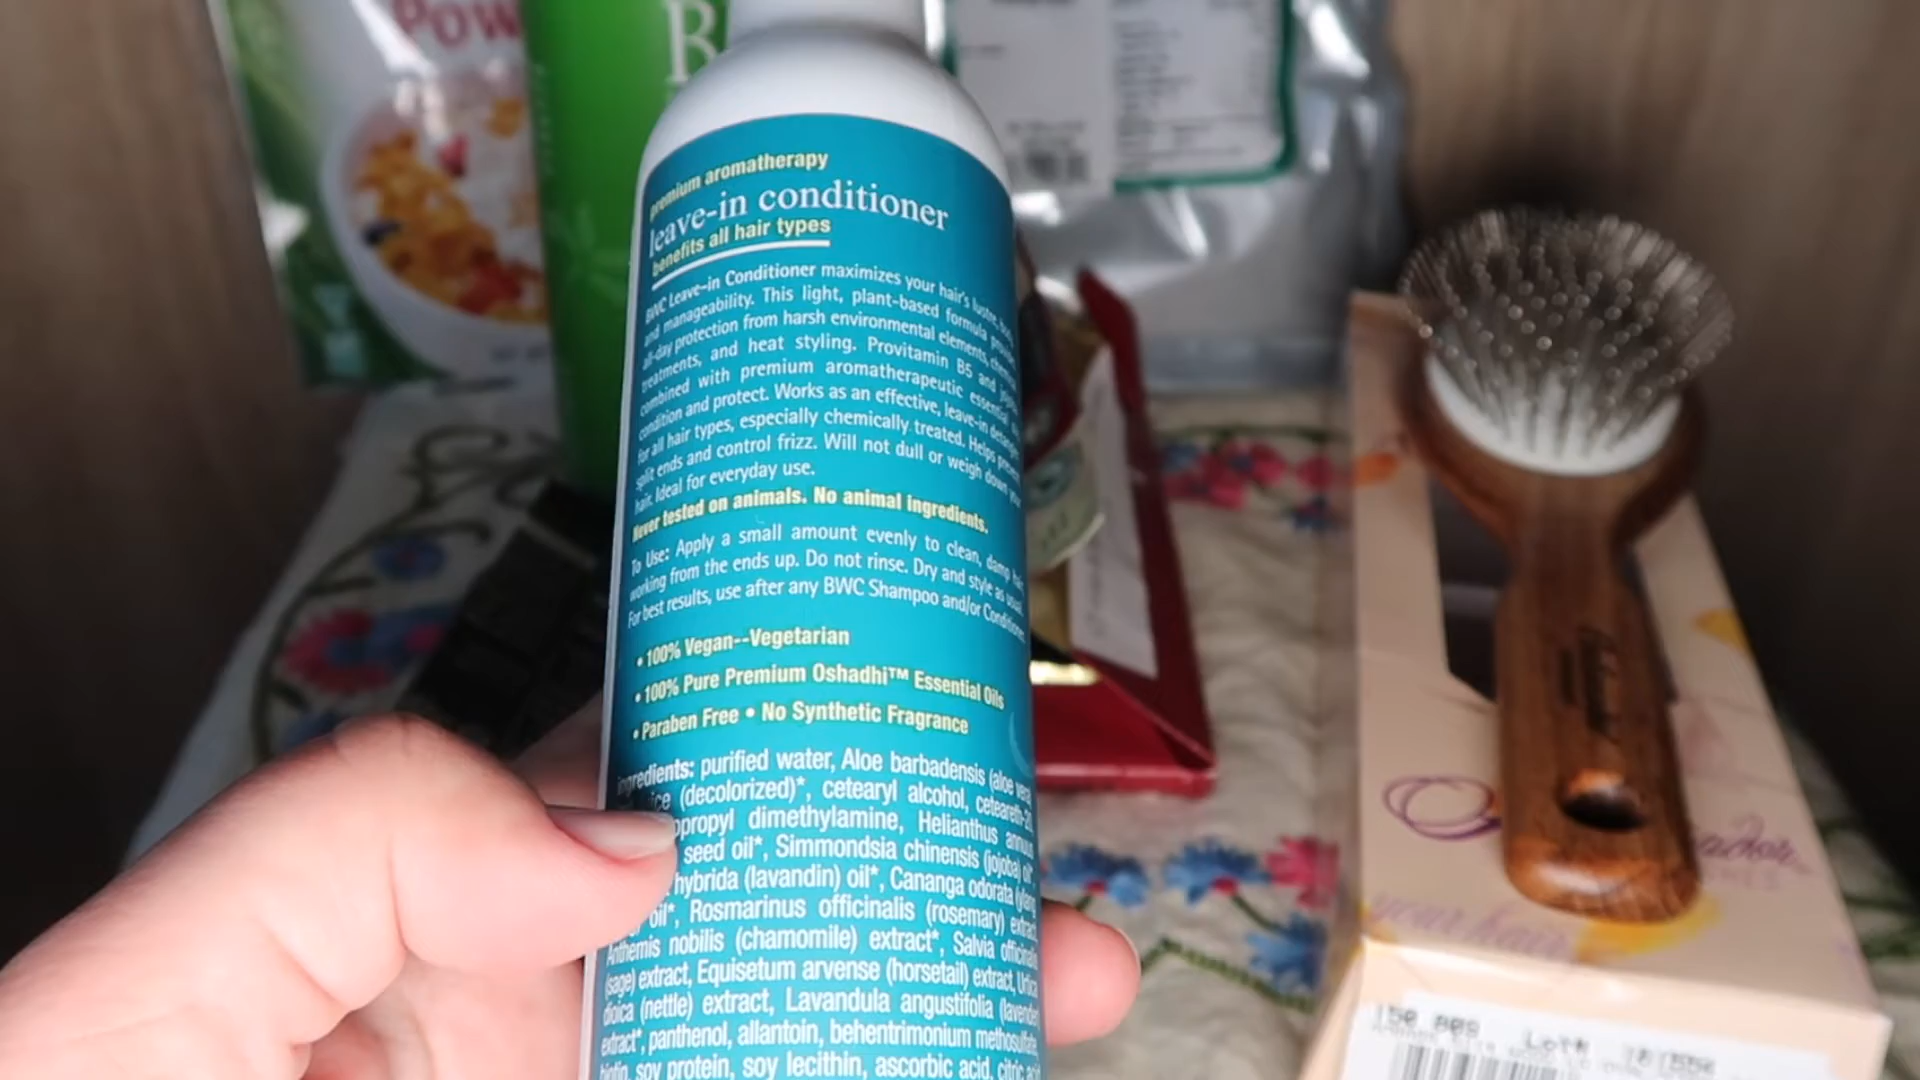 Pow
B
premium aromatherapy
leave-in conditioner
benefits all hair types
BWC Leave-in Conditioner maximizes your hair's lustre,
and manageability. This light, plant-based formula
all-day protection from harsh environmental elements,
treatments, and heat styling. Provitamin B5 and
combined with premium aromatherapeutic essential
condition and protect. Works as an effective, leave-in
for all hair types, especially chemically treated. Helps
split ends and control frizz. Will not dull or weigh down your
hair. Ideal for everyday use.
Never tested on animals. No animal ingredients.
To Use: Apply a small amount evenly to clean, damp
working from the ends up. Do not rinse. Dry and style as
For best results, use after any BWC Shampoo and/or Conditioner.
• 100% Vegan--Vegetarian
• 100% Pure Premium Oshadhi™ Essential Oils
• Paraben Free • No Synthetic Fragrance
ingredients: purified water, Aloe barbadensis (aloe vera)
(decolorized)*, cetearyl alcohol, ceteareth-20,
dimethylamine, Helianthus
seed oil*, Simmondsia chinensis (jojoba) oil*,
hybrida (lavandin) oil*, Cananga odorata (ylang
oil*, Rosmarinus officinalis (rosemary) extract
Anthemis nobilis (chamomile) extract*, Salvia
(sage) extract, Equisetum arvense (horsetail) extract,
dioica (nettle) extract, Lavandula angustifolia (lavender)
extract*, panthenol, allantoin, behentrimonium
biotin, soy protein, soy lecithin, ascorbic acid, citric
your hair